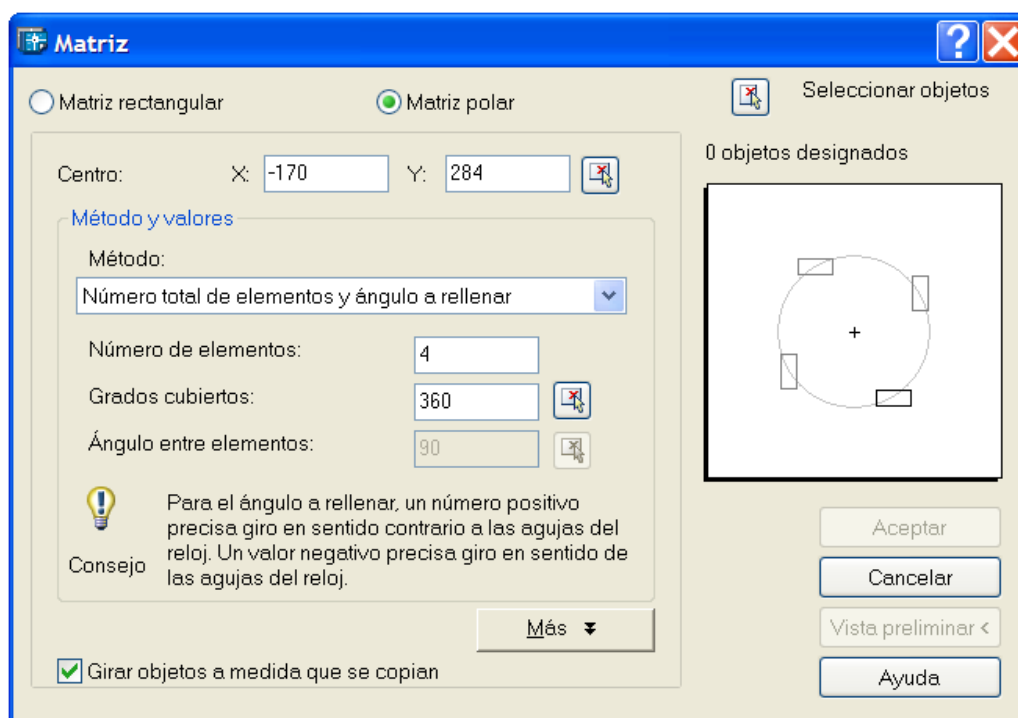 Matriz
Matriz rectangular
Matriz polar
Seleccionar objetos
0 objetos designados
Centro:
X: -170
Y: 284
Método y valores
Método:
Número total de elementos y ángulo a rellenar
Número de elementos: 4
Grados cubiertos: 360
Ángulo entre elementos: 90
Para el ángulo a rellenar, un número positivo
precisa giro en sentido contrario a las agujas del
reloj. Un valor negativo precisa giro en sentido de
las agujas del reloj.
Consejo
Más
Girar objetos a medida que se copian
Aceptar
Cancelar
Vista preliminar <
Ayuda